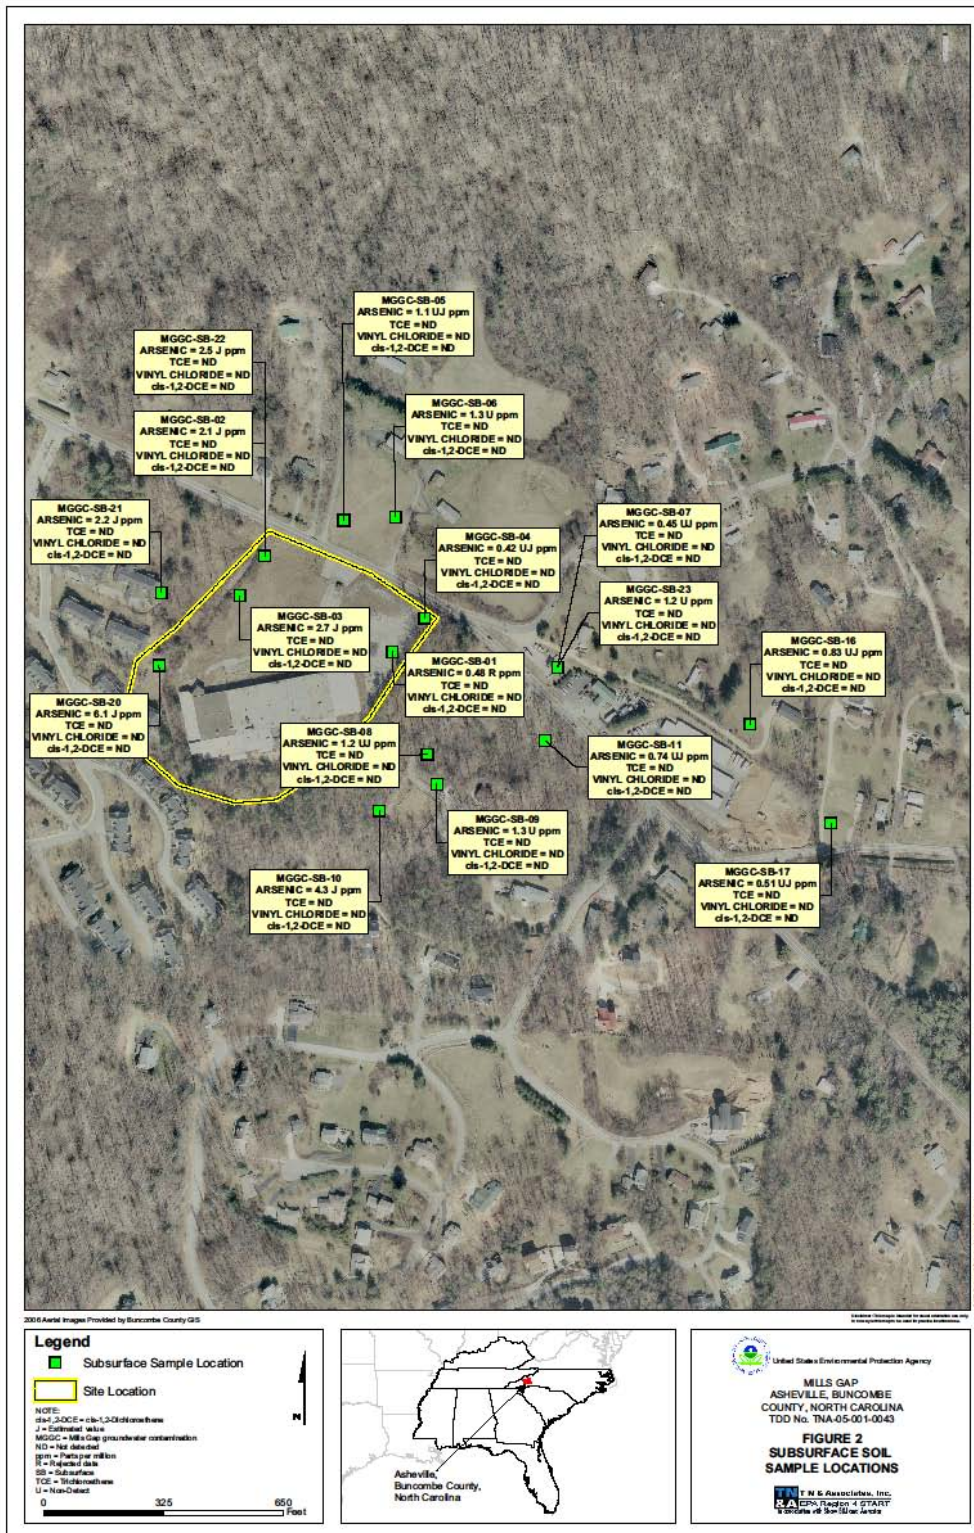 MGGC-SB-05
ARSENIC = 1.1 UJ ppm
TCE = ND
VINYL CHLORIDE = ND
cis-1,2-DCE = ND
MGGC-SB-22
ARSENIC = 2.5 J ppm
TCE = ND
VINYL CHLORIDE = ND
cis-1,2-DCE = ND
MGGC-SB-06
ARSENIC = 1.3 U ppm
TCE = ND
VINYL CHLORIDE = ND
cis-1,2-DCE = ND
MGGC-SB-02
ARSENIC = 2.1 J ppm
TCE = ND
VINYL CHLORIDE = ND
cis-1,2-DCE = ND
MGGC-SB-21
ARSENIC = 2.2 J ppm
TCE = ND
VINYL CHLORIDE = ND
cis-1,2-DCE = ND
MGGC-SB-07
ARSENIC = 0.45 UJ ppm
TCE = ND
VINYL CHLORIDE = ND
cis-1,2-DCE = ND
MGGC-SB-04
ARSENIC = 0.42 UJ ppm
TCE = ND
VINYL CHLORIDE = ND
cis-1,2-DCE = ND
MGGC-SB-23
ARSENIC = 1.2 U ppm
TCE = ND
VINYL CHLORIDE = ND
cis-1,2-DCE = ND
MGGC-SB-03
ARSENIC = 2.7 J ppm
TCE = ND
VINYL CHLORIDE = ND
cis-1,2-DCE = ND
MGGC-SB-16
ARSENIC = 0.83 UJ ppm
TCE = ND
VINYL CHLORIDE = ND
cis-1,2-DCE = ND
MGGC-SB-01
ARSENIC = 0.48 R ppm
TCE = ND
VINYL CHLORIDE = ND
cis-1,2-DCE = ND
MGGC-SB-20
ARSENIC = 6.1 J ppm
TCE = ND
VINYL CHLORIDE = ND
cis-1,2-DCE = ND
MGGC-SB-08
ARSENIC = 1.2 UJ ppm
TCE = ND
VINYL CHLORIDE = ND
cis-1,2-DCE = ND
MGGC-SB-11
ARSENIC = 0.74 UJ ppm
TCE = ND
VINYL CHLORIDE = ND
cis-1,2-DCE = ND
MGGC-SB-09
ARSENIC = 1.3 U ppm
TCE = ND
VINYL CHLORIDE = ND
cis-1,2-DCE = ND
MGGC-SB-10
ARSENIC = 4.3 J ppm
TCE = ND
VINYL CHLORIDE = ND
cis-1,2-DCE = ND
MGGC-SB-17
ARSENIC = 0.51 UJ ppm
TCE = ND
VINYL CHLORIDE = ND
cis-1,2-DCE = ND
2006 Aerial Images Provided by Buncombe County GIS
Legend
Subsurface Sample Location
Site Location
N
NOTE:
cis-1,2-DCE = cis-1,2-Dichloroethene
J = Estimated value
MGGC = Mills Gap groundwater contamination
ND = Not detected
ppm = Parts per million
R = Rejected data
SB = Subsurface
TCE = Trichloroethene
U = Non-Detect
0 325 650
Feet
Asheville,
Buncombe County,
North Carolina
United States Environmental Protection Agency
MILLS GAP
ASHEVILLE, BUNCOMBE
COUNTY, NORTH CAROLINA
TDD No. TNA-05-001-0043
FIGURE 2
SUBSURFACE SOIL
SAMPLE LOCATIONS
TN&A
T N & Associates, Inc.
EPA Region 4 START